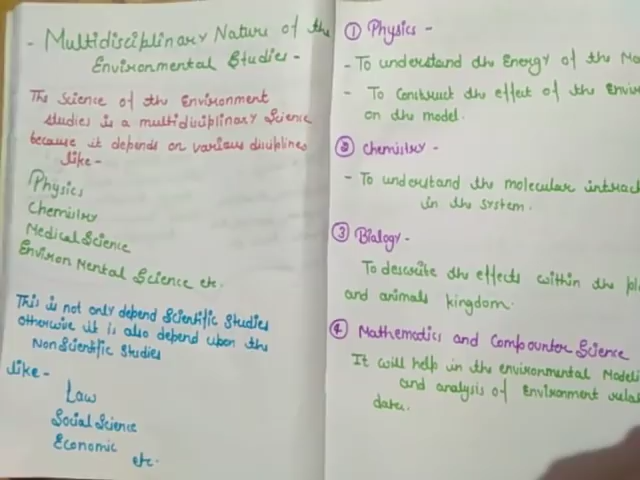 - Multidisciplinary Nature of the
Environmental Studies -
The Science of the Environment
studies is a multidisciplinary Science
because it depends on various disciplines
like -
Physics
Chemistry
Medical Science
Environ Mental Science etc.
This is not only depend Scientific Studies
otherwise it is also depend upon the
Non Scientific Studies
like -
Law
Social Science
Economic
etc.
① Physics -
- To understand the Energy of the
- To Construct the effect of the
on the model.
② Chemistry -
- To understand the molecular
in the system.
③ Bialogy -
To describe the effects within the
and animals kingdom.
④ Mathematics and Compounter Science
It will help in the environmental
and analysis of Environment
data.